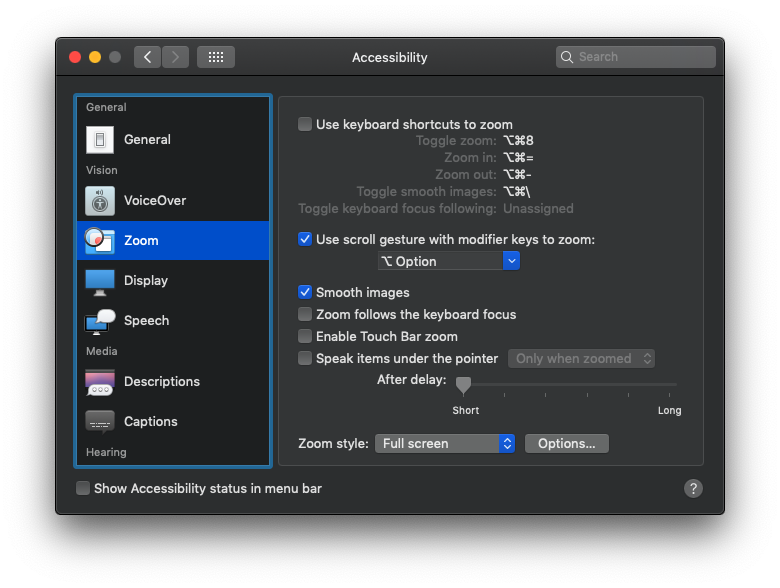 Accessibility
Search
General
General
Vision
VoiceOver
Zoom
Display
Speech
Media
Descriptions
Captions
Hearing
Use keyboard shortcuts to zoom
Toggle zoom: ⌥⌘8
Zoom in: ⌥⌘=
Zoom out: ⌥⌘-
Toggle smooth images: ⌥⌘\
Toggle keyboard focus following: Unassigned
Use scroll gesture with modifier keys to zoom:
⌥ Option
Smooth images
Zoom follows the keyboard focus
Enable Touch Bar zoom
Speak items under the pointer Only when zoomed
After delay:
Short Long
Zoom style: Full screen Options...
Show Accessibility status in menu bar ?